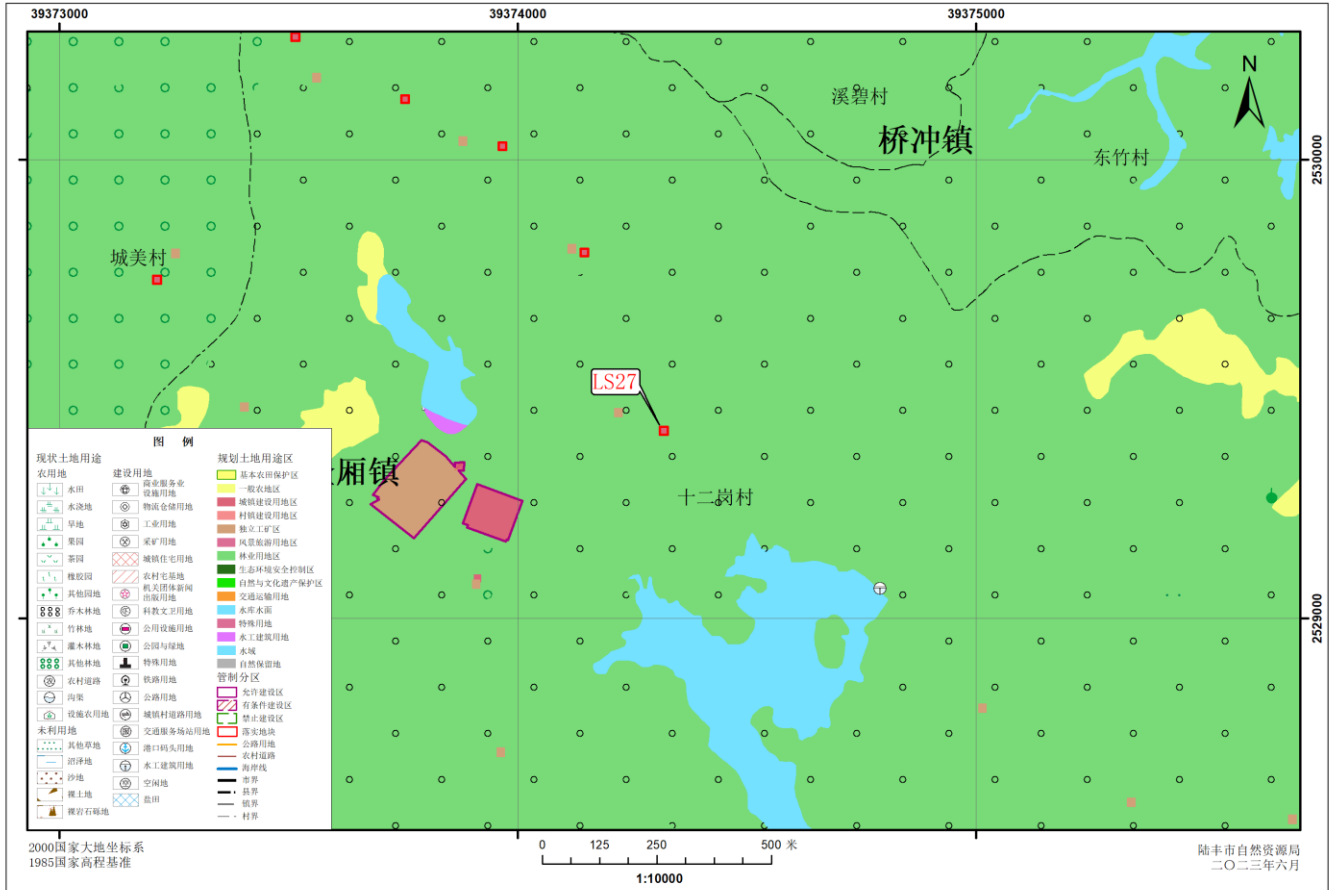 39373000
39374000
39375000
N
溪碧村
桥冲镇
东竹村
2530000
城美村
LS27
厢镇
十二岗村
2529000
图 例
现状土地用途
农用地
水田
水浇地
旱地
果园
茶园
橡胶园
其他园地
乔木林地
竹林地
灌木林地
其他林地
农村道路
沟渠
设施农用地
未利用地
其他草地
沼泽地
沙地
裸土地
裸岩石砾地
建设用地
商业服务业
设施用地
物流仓储用地
工业用地
采矿用地
城镇住宅用地
农村宅基地
机关团体新闻
出版用地
科教文卫用地
公用设施用地
公园与绿地
特殊用地
铁路用地
公路用地
城镇村道路用地
交通服务场站用地
港口码头用地
水工建筑用地
空闲地
盐田
规划土地用途区
基本农田保护区
一般农地区
城镇建设用地区
村镇建设用地区
独立工矿区
风景旅游用地区
林业用地区
生态环境安全控制区
自然与文化遗产保护区
交通运输用地
水库水面
特殊用地
水工建筑用地
水域
自然保留地
管制分区
允许建设区
有条件建设区
禁止建设区
落实地块
公路用地
农村道路
海岸线
市界
县界
镇界
村界
2000国家大地坐标系
1985国家高程基准
0 125 250 500 米
1:10000
陆丰市自然资源局
二〇二三年六月